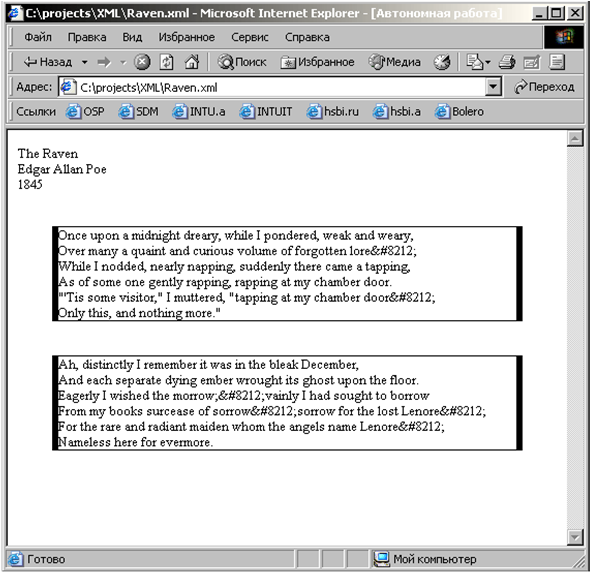 C:\projects\XML\Raven.xml - Microsoft Internet Explorer - [Автономная работа]
Файл Правка Вид Избранное Сервис Справка
Назад Поиск Избранное Медиа
Адрес: C:\projects\XML\Raven.xml Переход
Ссылки OSP SDM INTU.a INTUIT hsbi.ru hsbi.a Bolero
The Raven
Edgar Allan Poe
1845
Once upon a midnight dreary, while I pondered, weak and weary,
Over many a quaint and curious volume of forgotten lore&#8212;
While I nodded, nearly napping, suddenly there came a tapping,
As of some one gently rapping, rapping at my chamber door.
"'Tis some visitor," I muttered, "tapping at my chamber door&#8212;
Only this, and nothing more."
Ah, distinctly I remember it was in the bleak December,
And each separate dying ember wrought its ghost upon the floor.
Eagerly I wished the morrow;&#8212;vainly I had sought to borrow
From my books surcease of sorrow&#8212;sorrow for the lost Lenore&#8212;
For the rare and radiant maiden whom the angels name Lenore&#8212;
Nameless here for evermore.
Готово Мой компьютер